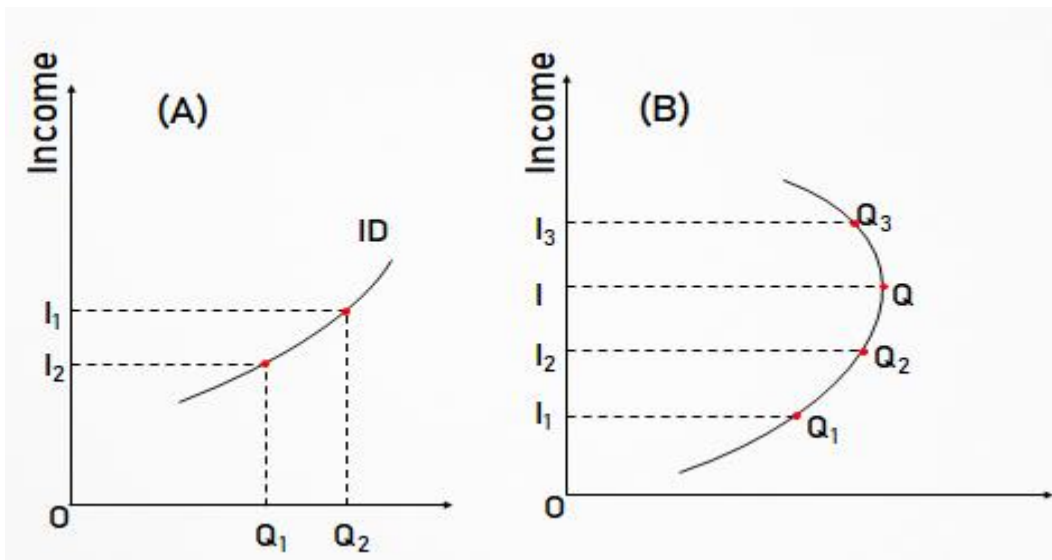 Income
(A)
ID
I₁
I₂
O
Q₁
Q₂
Income
(B)
I₃
Q₃
I
Q
I₂
Q₂
I₁
Q₁
O